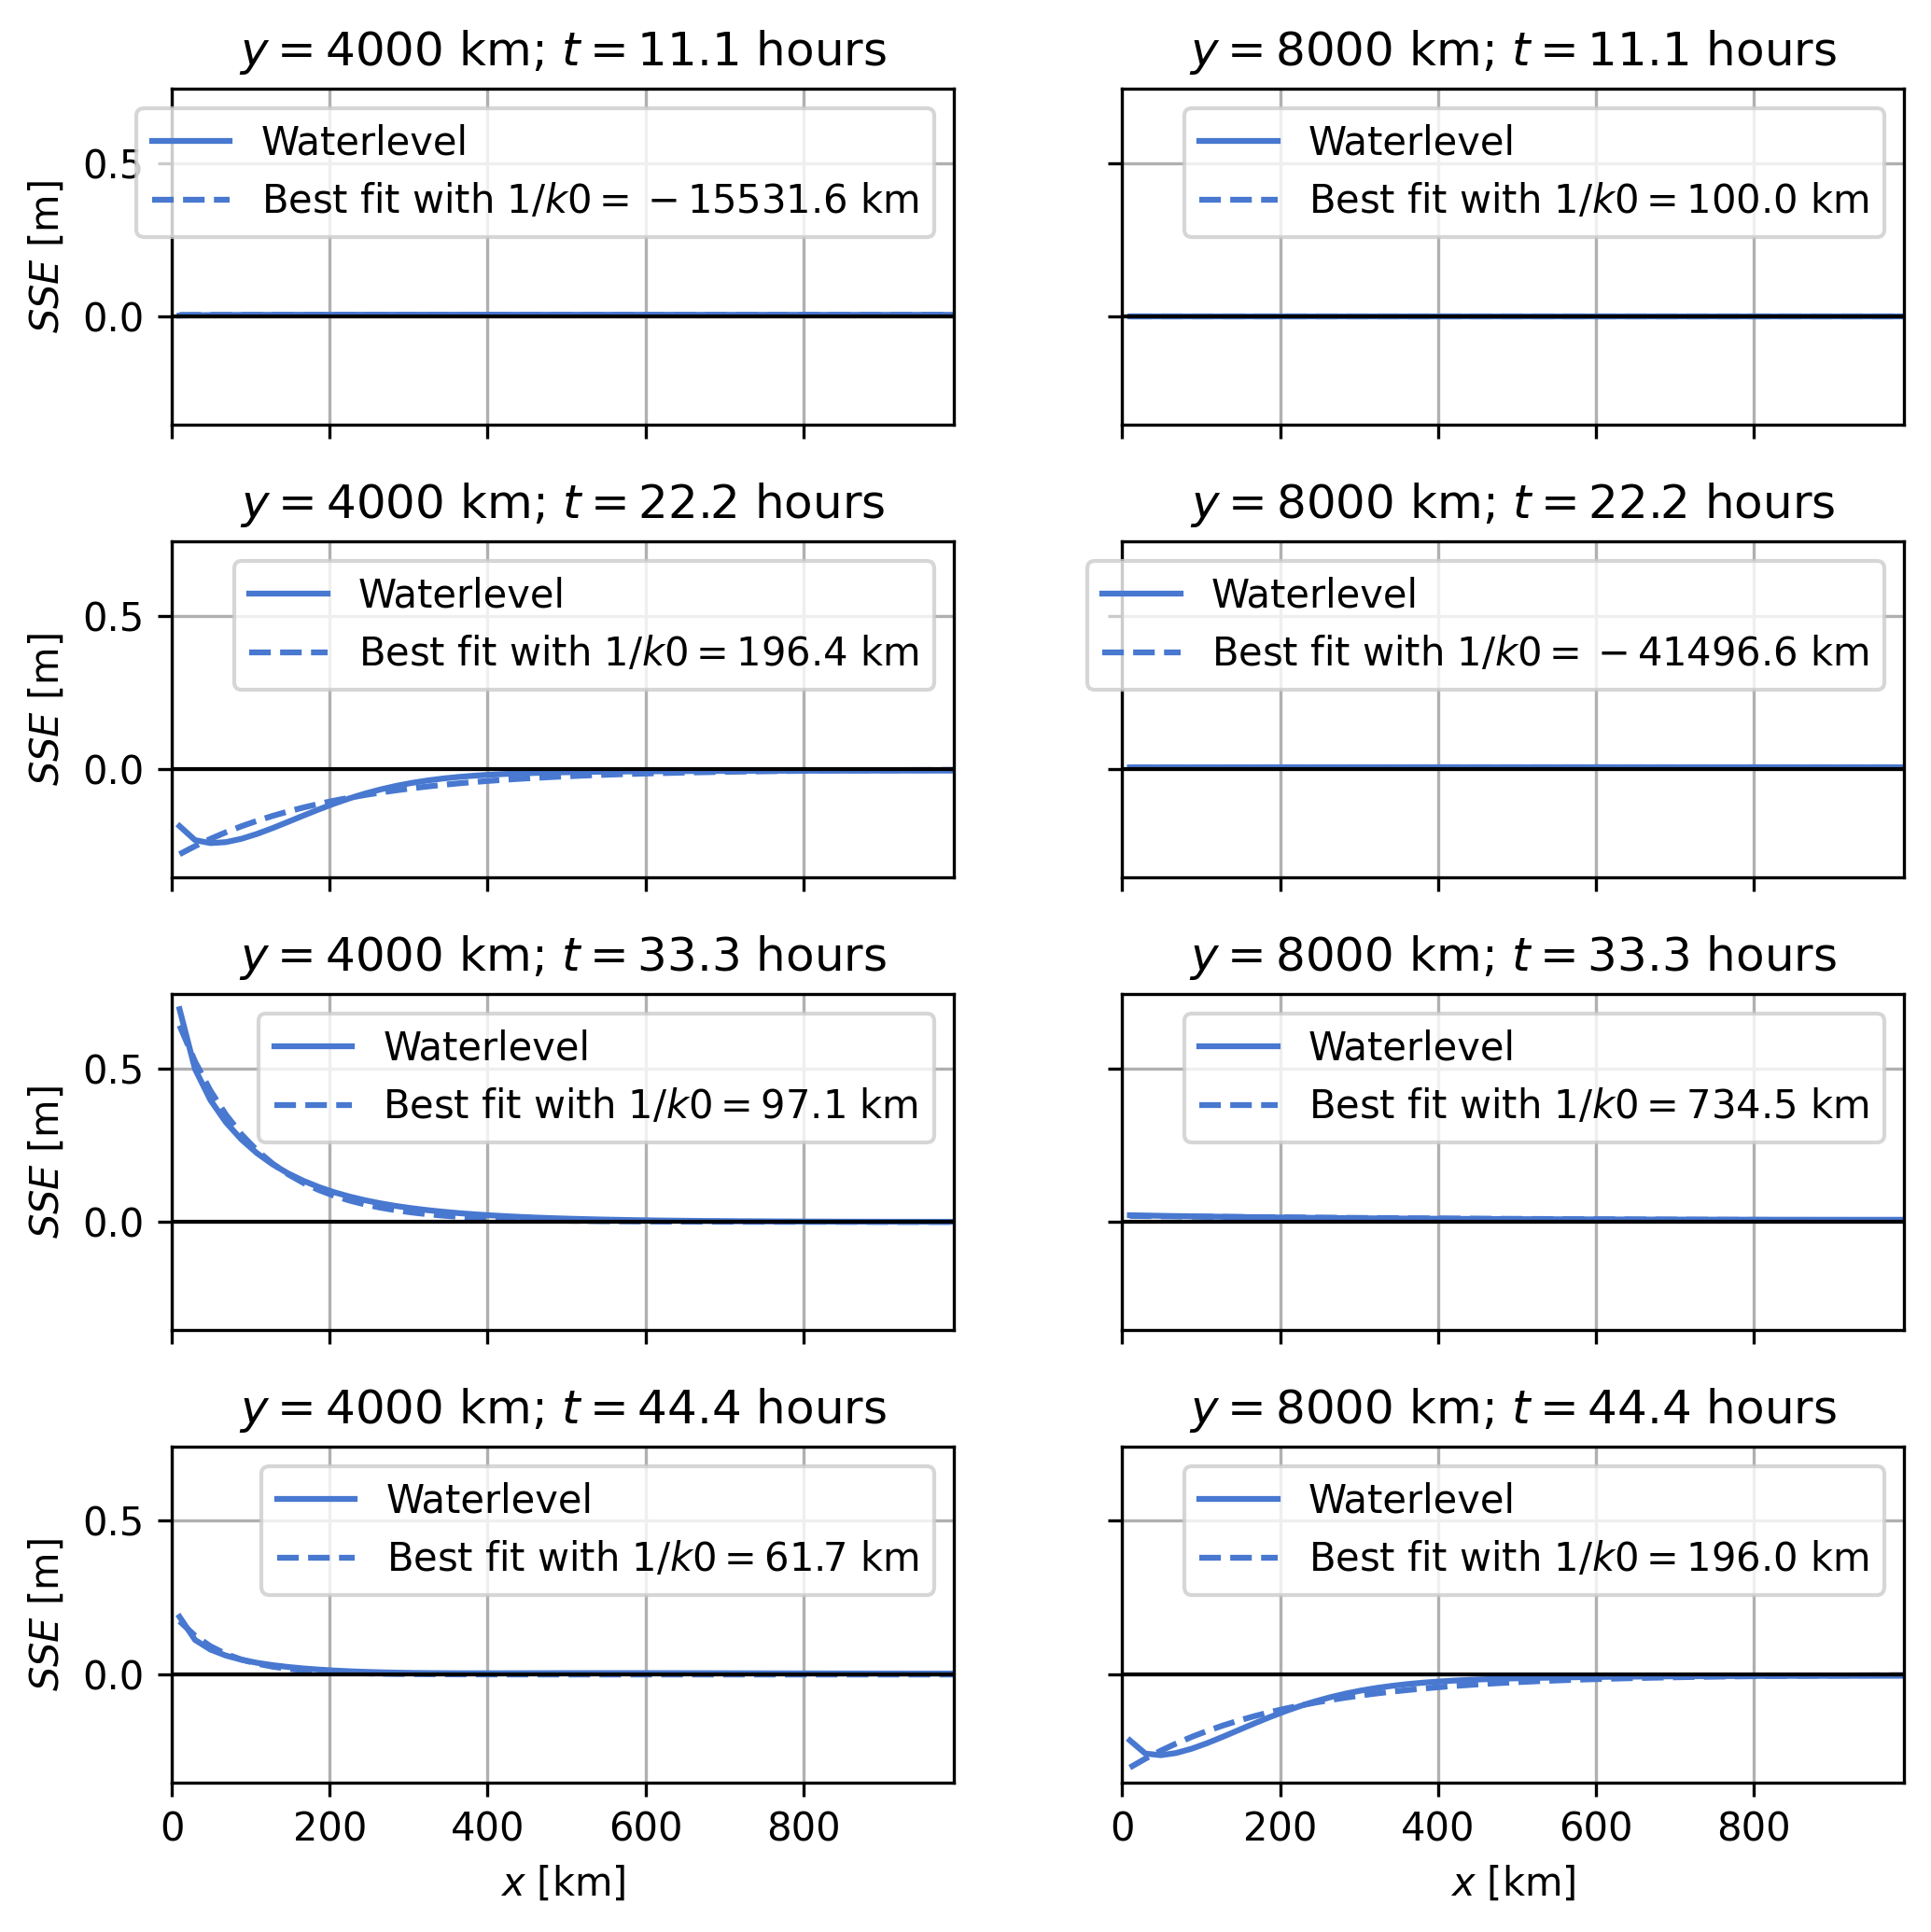 y = 4000 km; t = 11.1 hours
0.5
0.0
SSE [m]
Waterlevel
Best fit with 1/k0 = −15531.6 km
y = 8000 km; t = 11.1 hours
Waterlevel
Best fit with 1/k0 = 100.0 km
y = 4000 km; t = 22.2 hours
0.5
0.0
SSE [m]
Waterlevel
Best fit with 1/k0 = 196.4 km
y = 8000 km; t = 22.2 hours
Waterlevel
Best fit with 1/k0 = −41496.6 km
y = 4000 km; t = 33.3 hours
0.5
0.0
SSE [m]
Waterlevel
Best fit with 1/k0 = 97.1 km
y = 8000 km; t = 33.3 hours
Waterlevel
Best fit with 1/k0 = 734.5 km
y = 4000 km; t = 44.4 hours
0.5
0.0
SSE [m]
Waterlevel
Best fit with 1/k0 = 61.7 km
0 200 400 600 800
x [km]
y = 8000 km; t = 44.4 hours
Waterlevel
Best fit with 1/k0 = 196.0 km
0 200 400 600 800
x [km]